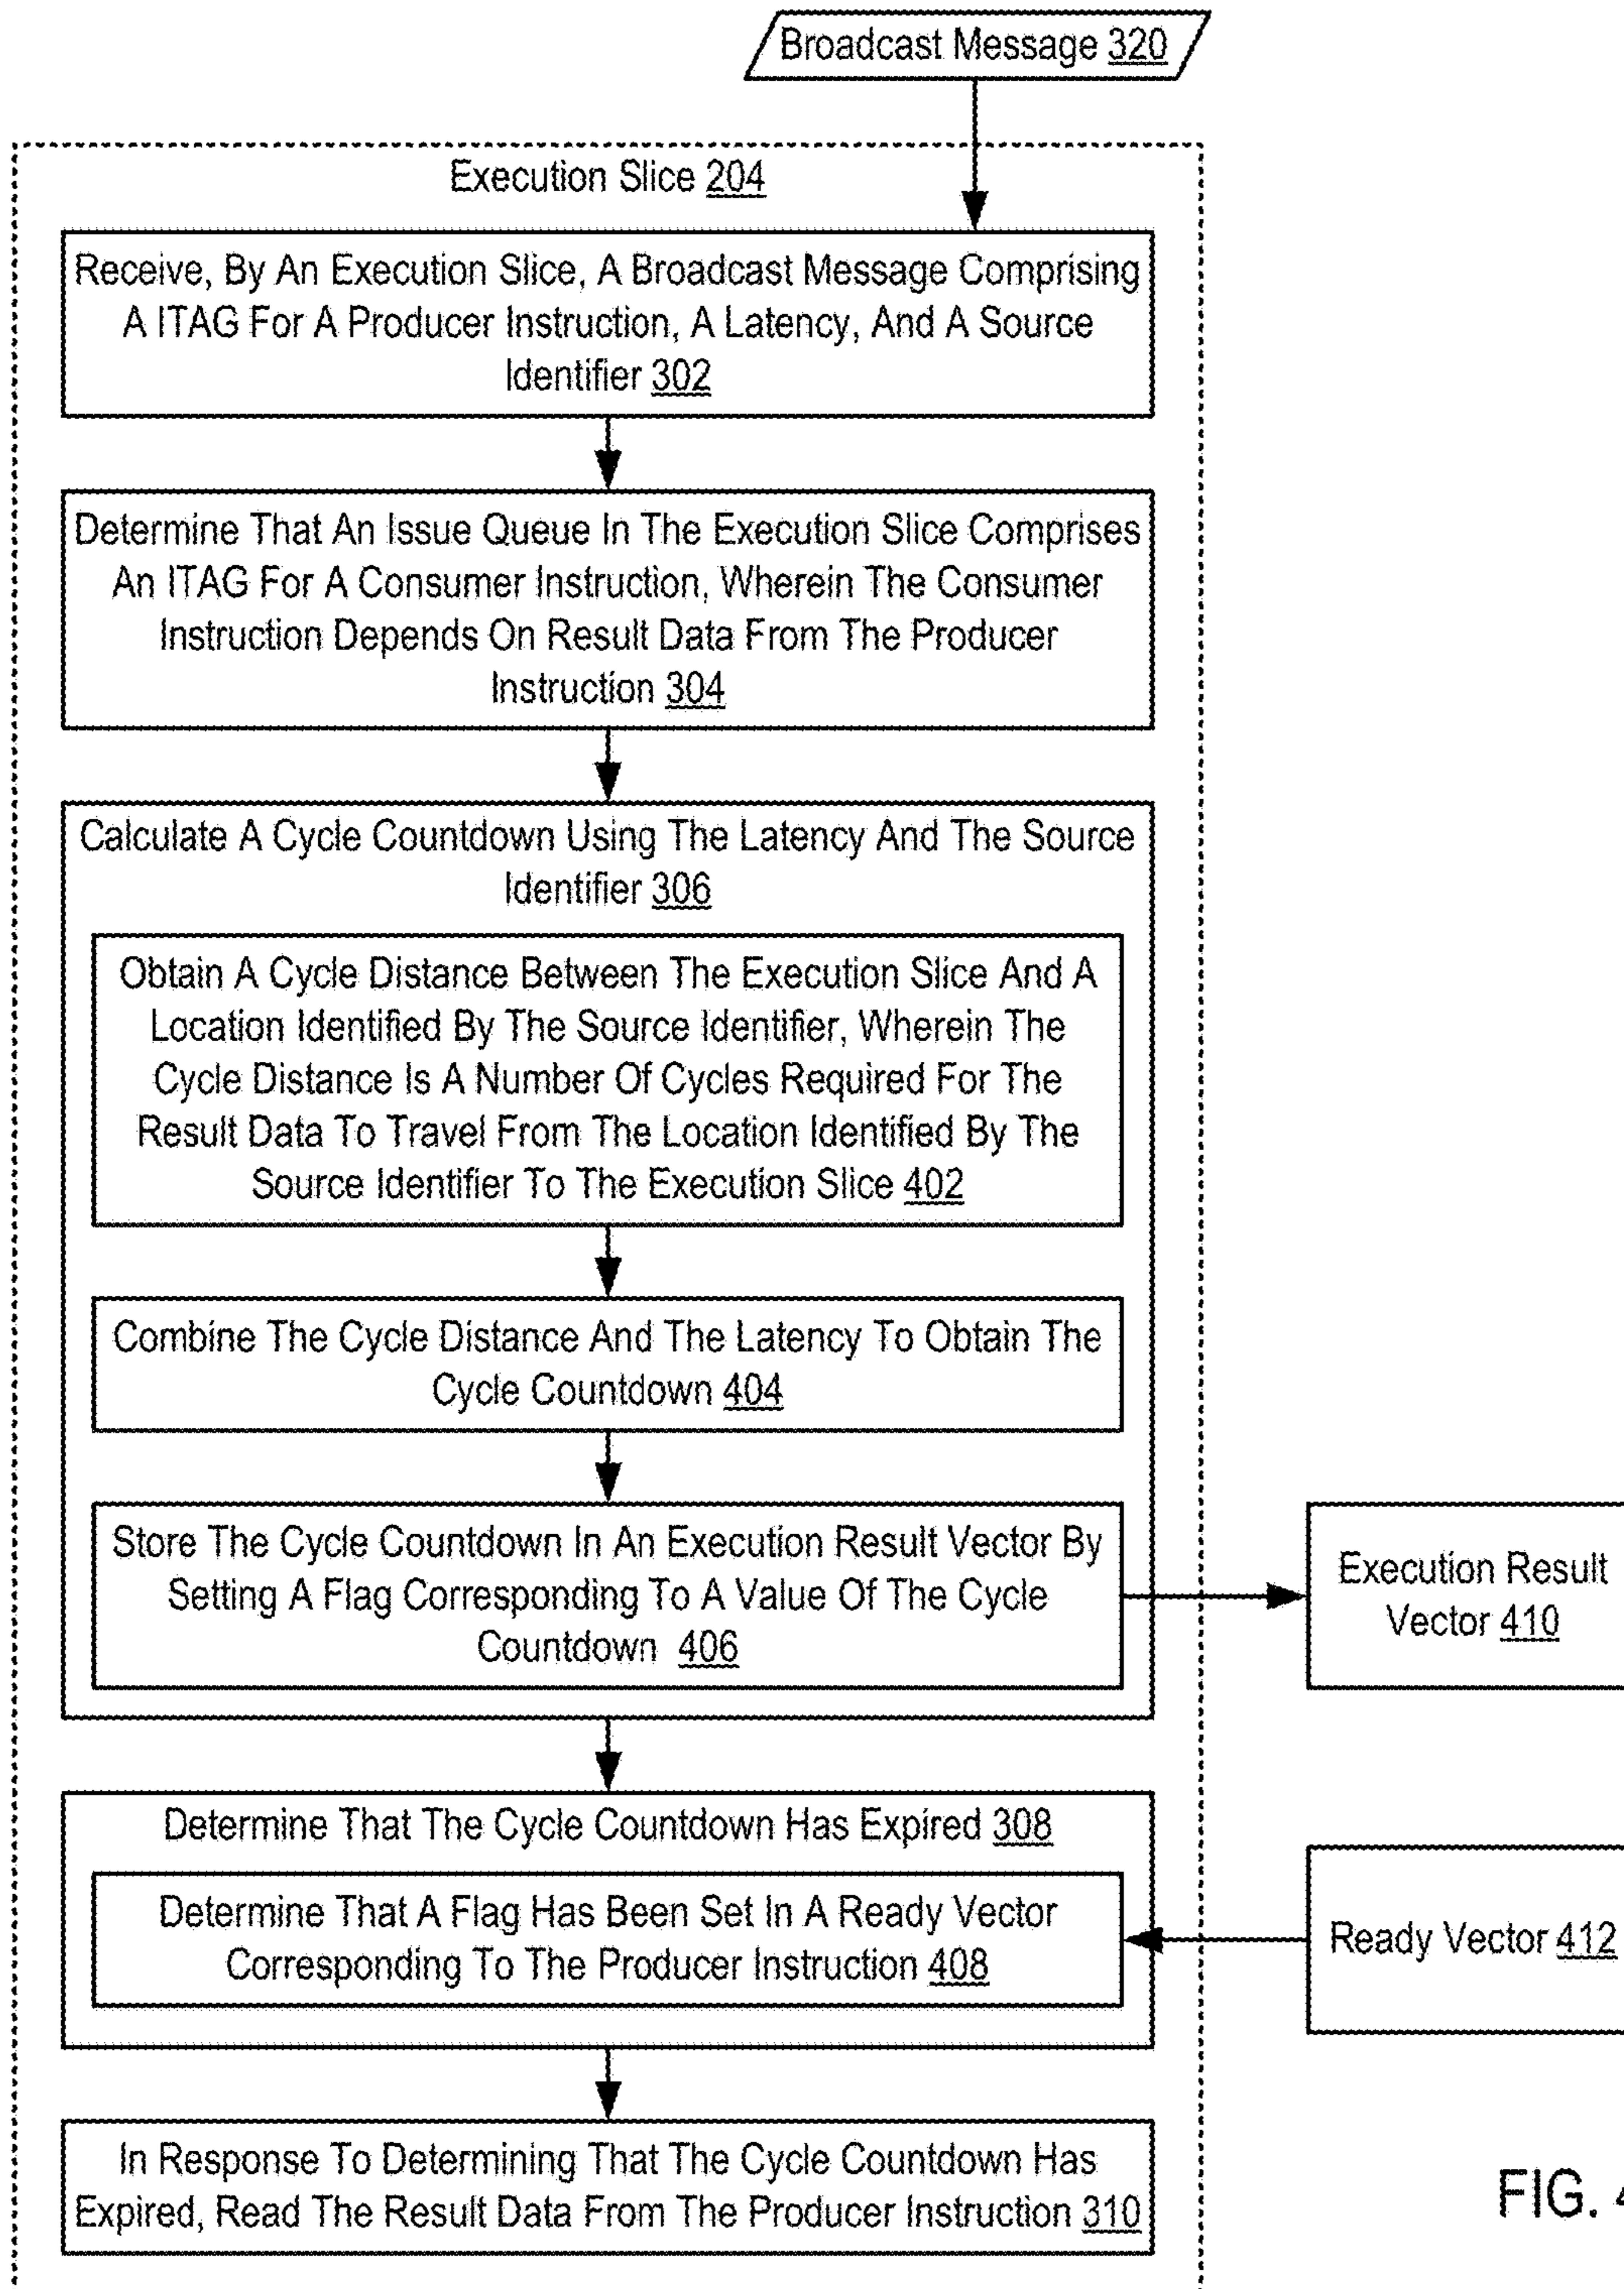 Broadcast Message 320
Execution Slice 204
Receive, By An Execution Slice, A Broadcast Message Comprising
A ITAG For A Producer Instruction, A Latency, And A Source
Identifier 302
Determine That An Issue Queue In The Execution Slice Comprises
An ITAG For A Consumer Instruction, Wherein The Consumer
Instruction Depends On Result Data From The Producer
Instruction 304
Calculate A Cycle Countdown Using The Latency And The Source
Identifier 306
Obtain A Cycle Distance Between The Execution Slice And A
Location Identified By The Source Identifier, Wherein The
Cycle Distance Is A Number Of Cycles Required For The
Result Data To Travel From The Location Identified By The
Source Identifier To The Execution Slice 402
Combine The Cycle Distance And The Latency To Obtain The
Cycle Countdown 404
Store The Cycle Countdown In An Execution Result Vector By
Setting A Flag Corresponding To A Value Of The Cycle
Countdown 406
Execution Result
Vector 410
Determine That The Cycle Countdown Has Expired 308
Determine That A Flag Has Been Set In A Ready Vector
Corresponding To The Producer Instruction 408
Ready Vector 412
In Response To Determining That The Cycle Countdown Has
Expired, Read The Result Data From The Producer Instruction 310
FIG. 4